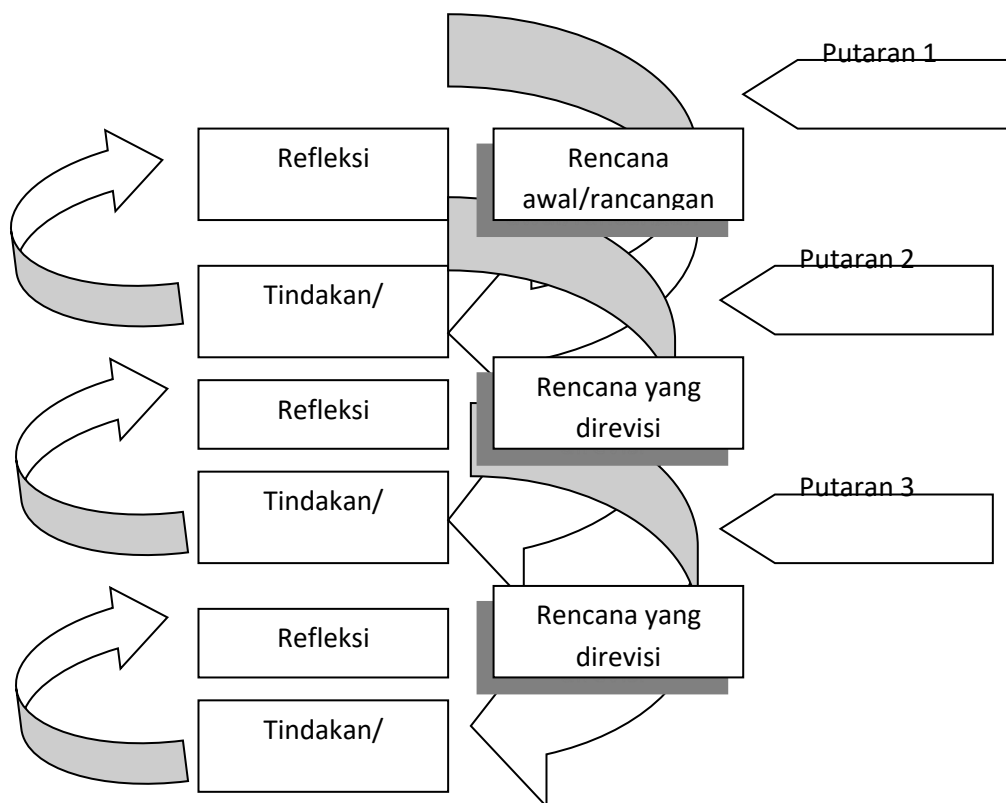 Putaran 1
Refleksi
Rencana
awal/rancangan
Putaran 2
Tindakan/
Rencana yang
direvisi
Refleksi
Putaran 3
Tindakan/
Rencana yang
direvisi
Refleksi
Tindakan/